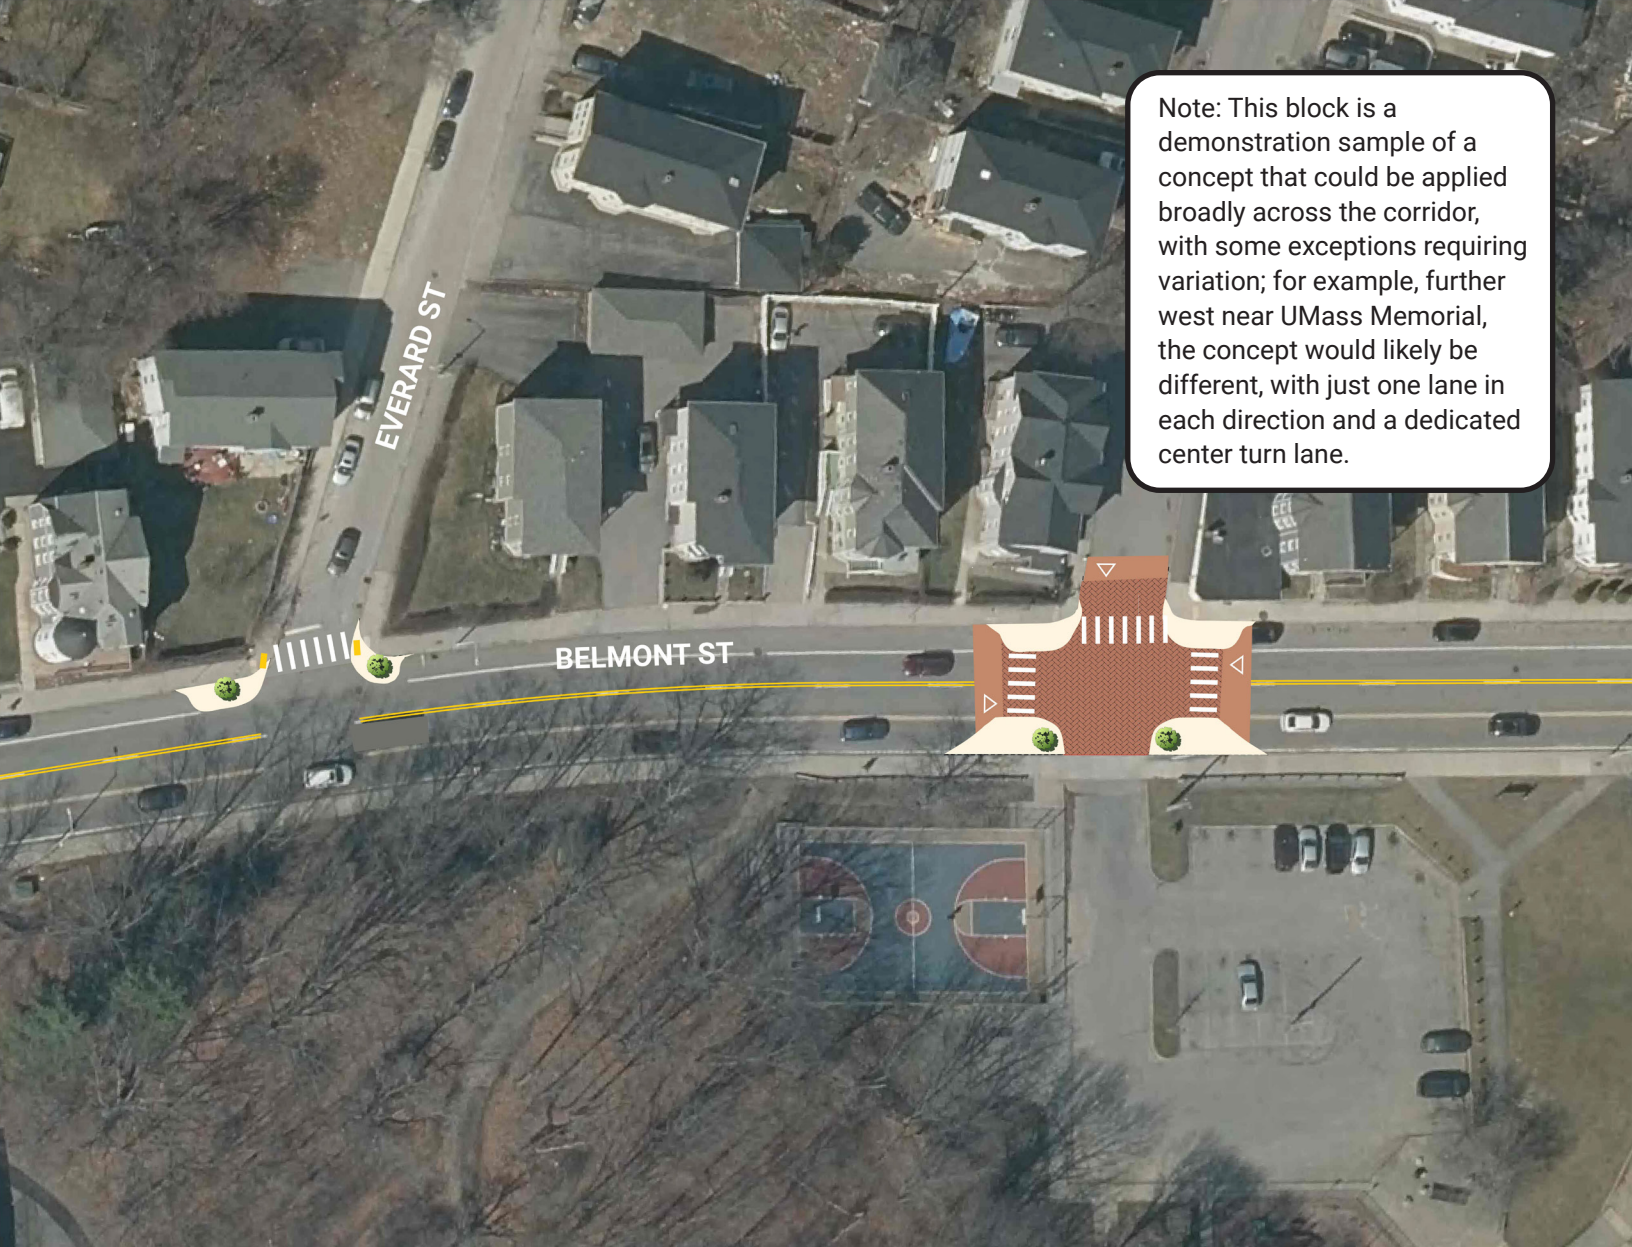 Note: This block is a
demonstration sample of a
concept that could be applied
broadly across the corridor,
with some exceptions requiring
variation; for example, further
west near UMass Memorial,
the concept would likely be
different, with just one lane in
each direction and a dedicated
center turn lane.
EVERARD ST
BELMONT ST